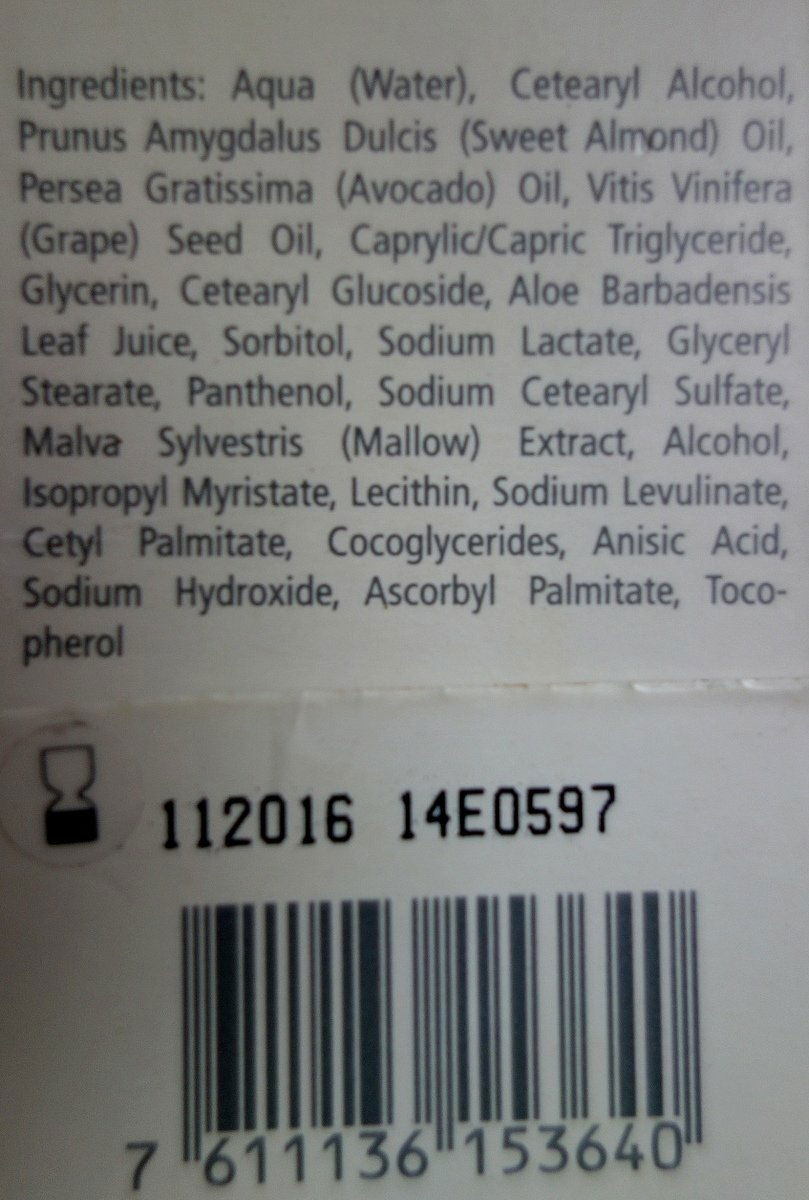 Ingredients: Aqua (Water), Cetearyl Alcohol,
Prunus Amygdalus Dulcis (Sweet Almond) Oil,
Persea Gratissima (Avocado) Oil, Vitis Vinifera
(Grape) Seed Oil, Caprylic/Capric Triglyceride,
Glycerin, Cetearyl Glucoside, Aloe Barbadensis
Leaf Juice, Sorbitol, Sodium Lactate, Glyceryl
Stearate, Panthenol, Sodium Cetearyl Sulfate,
Malva Sylvestris (Mallow) Extract, Alcohol,
Isopropyl Myristate, Lecithin, Sodium Levulinate,
Cetyl Palmitate, Cocoglycerides, Anisic Acid,
Sodium Hydroxide, Ascorbyl Palmitate, Toco-
pherol
112016 14E0597
7 611136 153640